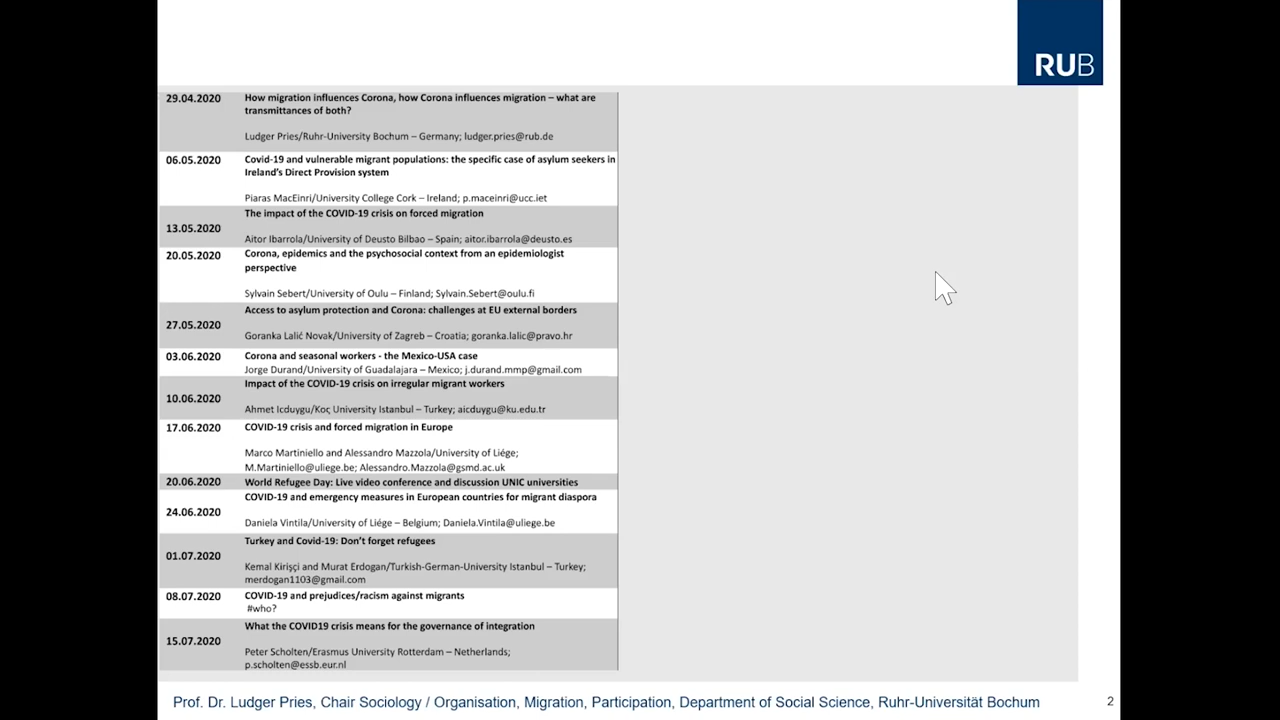 RUB
29.04.2020
How migration influences Corona, how Corona influences migration – what are
transmittances of both?
Ludger Pries/Ruhr-University Bochum – Germany; ludger.pries@rub.de
06.05.2020
Covid-19 and vulnerable migrant populations: the specific case of asylum seekers in
Ireland's Direct Provision system
Piaras MacEinri/University College Cork – Ireland; p.maceinri@ucc.iet
13.05.2020
The impact of the COVID-19 crisis on forced migration
Aitor Ibarrola/University of Deusto Bilbao – Spain; aitor.ibarrola@deusto.es
20.05.2020
Corona, epidemics and the psychosocial context from an epidemiologist
perspective
Sylvain Sebert/University of Oulu – Finland; Sylvain.Sebert@oulu.fi
27.05.2020
Access to asylum protection and Corona: challenges at EU external borders
Goranka Lalić Novak/University of Zagreb – Croatia; goranka.lalic@pravo.hr
03.06.2020
Corona and seasonal workers - the Mexico-USA case
Jorge Durand/University of Guadalajara – Mexico; j.durand.mmp@gmail.com
10.06.2020
Impact of the COVID-19 crisis on irregular migrant workers
Ahmet Icduygu/Koç University Istanbul – Turkey; aicduygu@ku.edu.tr
17.06.2020
COVID-19 crisis and forced migration in Europe
Marco Martiniello and Alessandro Mazzola/University of Liége;
M.Martiniello@uliege.be; Alessandro.Mazzola@gsmd.ac.uk
20.06.2020
World Refugee Day: Live video conference and discussion UNIC universities
24.06.2020
COVID-19 and emergency measures in European countries for migrant diaspora
Daniela Vintila/University of Liége – Belgium; Daniela.Vintila@uliege.be
01.07.2020
Turkey and Covid-19: Don't forget refugees
Kemal Kirişçi and Murat Erdogan/Turkish-German-University Istanbul – Turkey;
merdogan1103@gmail.com
08.07.2020
COVID-19 and prejudices/racism against migrants
#who?
15.07.2020
What the COVID19 crisis means for the governance of integration
Peter Scholten/Erasmus University Rotterdam – Netherlands;
p.scholten@essb.eur.nl
Prof. Dr. Ludger Pries, Chair Sociology / Organisation, Migration, Participation, Department of Social Science, Ruhr-Universität Bochum
2